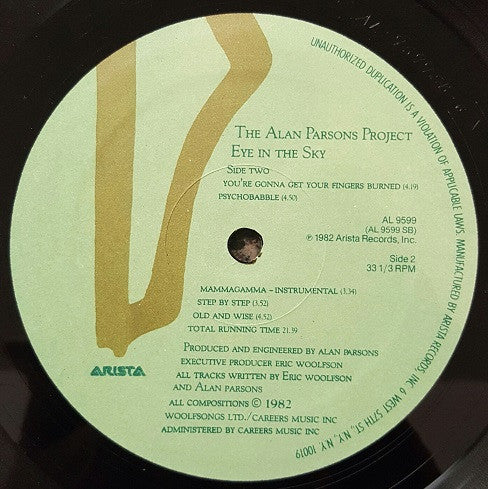 The Alan Parsons Project
Eye in the Sky
Side two
you're gonna get your fingers burned (4.19)
psychobabble (4.50)
AL 9599
(AL 9599 SB)
℗ 1982 Arista Records, Inc.
Side 2
33 1/3 RPM
mammagamma – instrumental (3.34)
step by step (3.52)
old and wise (4.52)
total running time 21.39
Produced and engineered by alan parsons
executive producer eric woolfson
all tracks written by Eric woolfson
and Alan parsons
all compositions © 1982
woolfsongs ltd./careers music inc
administered by careers music inc
ARISTA
UNAUTHORIZED DUPLICATION IS A VIOLATION OF APPLICABLE LAWS. MANUFACTURED BY ARISTA RECORDS, INC. 6 WEST 57TH ST., N.Y., N.Y. 10019